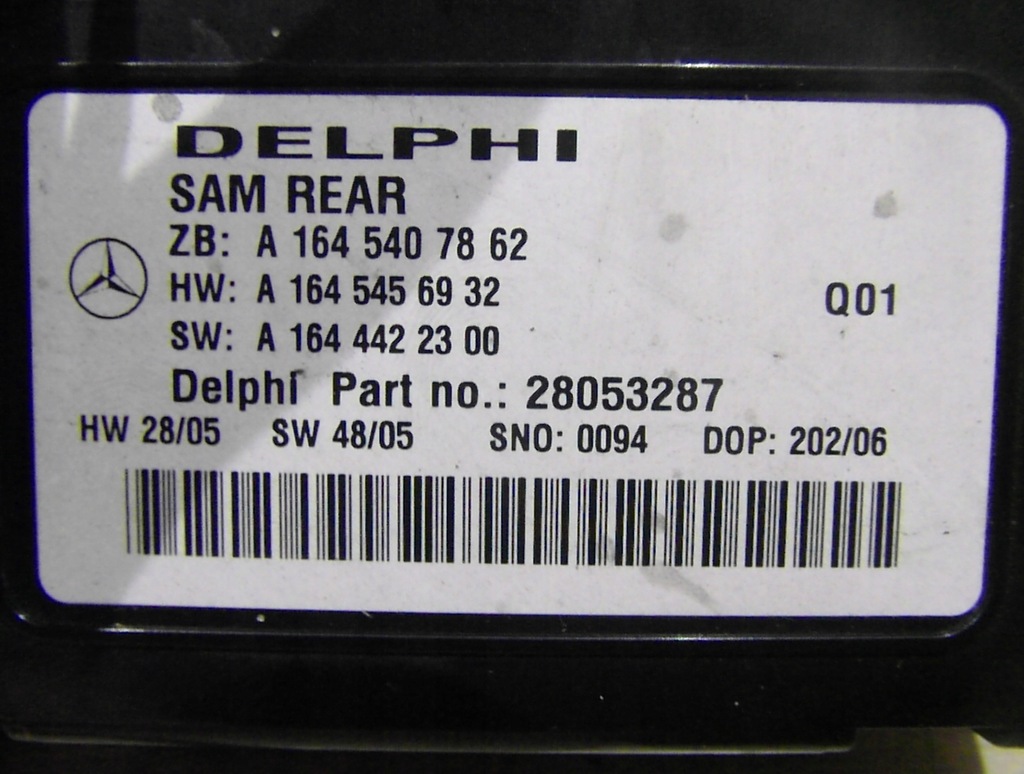 DELPHI
SAM REAR
ZB: A 164 540 78 62
HW: A 164 545 69 32
Q01
SW: A 164 442 23 00
Delphi Part no.: 28053287
HW 28/05 SW 48/05 SNO: 0094 DOP: 202/06